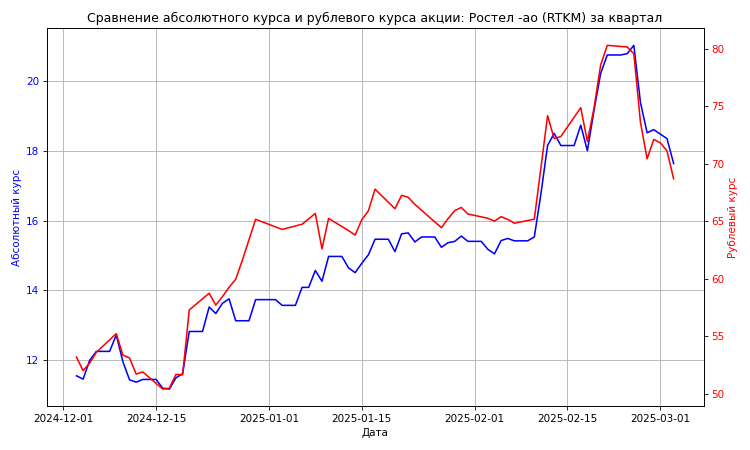 Сравнение абсолютного курса и рублевого курса акции: Ростел -ао (RTKM) за квартал
Абсолютный курс
20
18
16
14
12
80
75
70
65
60
55
50
Рублевый курс
2024-12-01 2024-12-15 2025-01-01 2025-01-15 2025-02-01 2025-02-15 2025-03-01
Дата